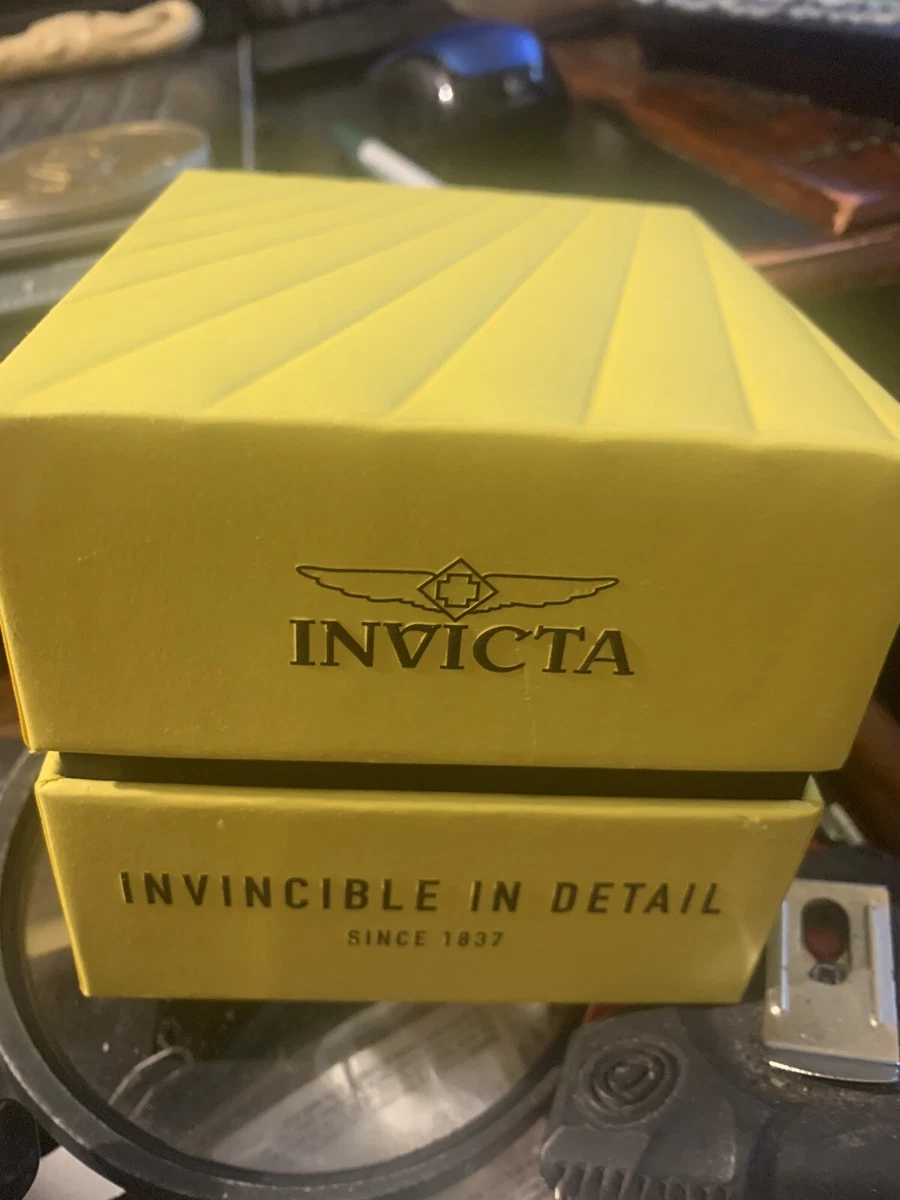 INVICTA
INVINCIBLE IN DETAIL
SINCE 1837